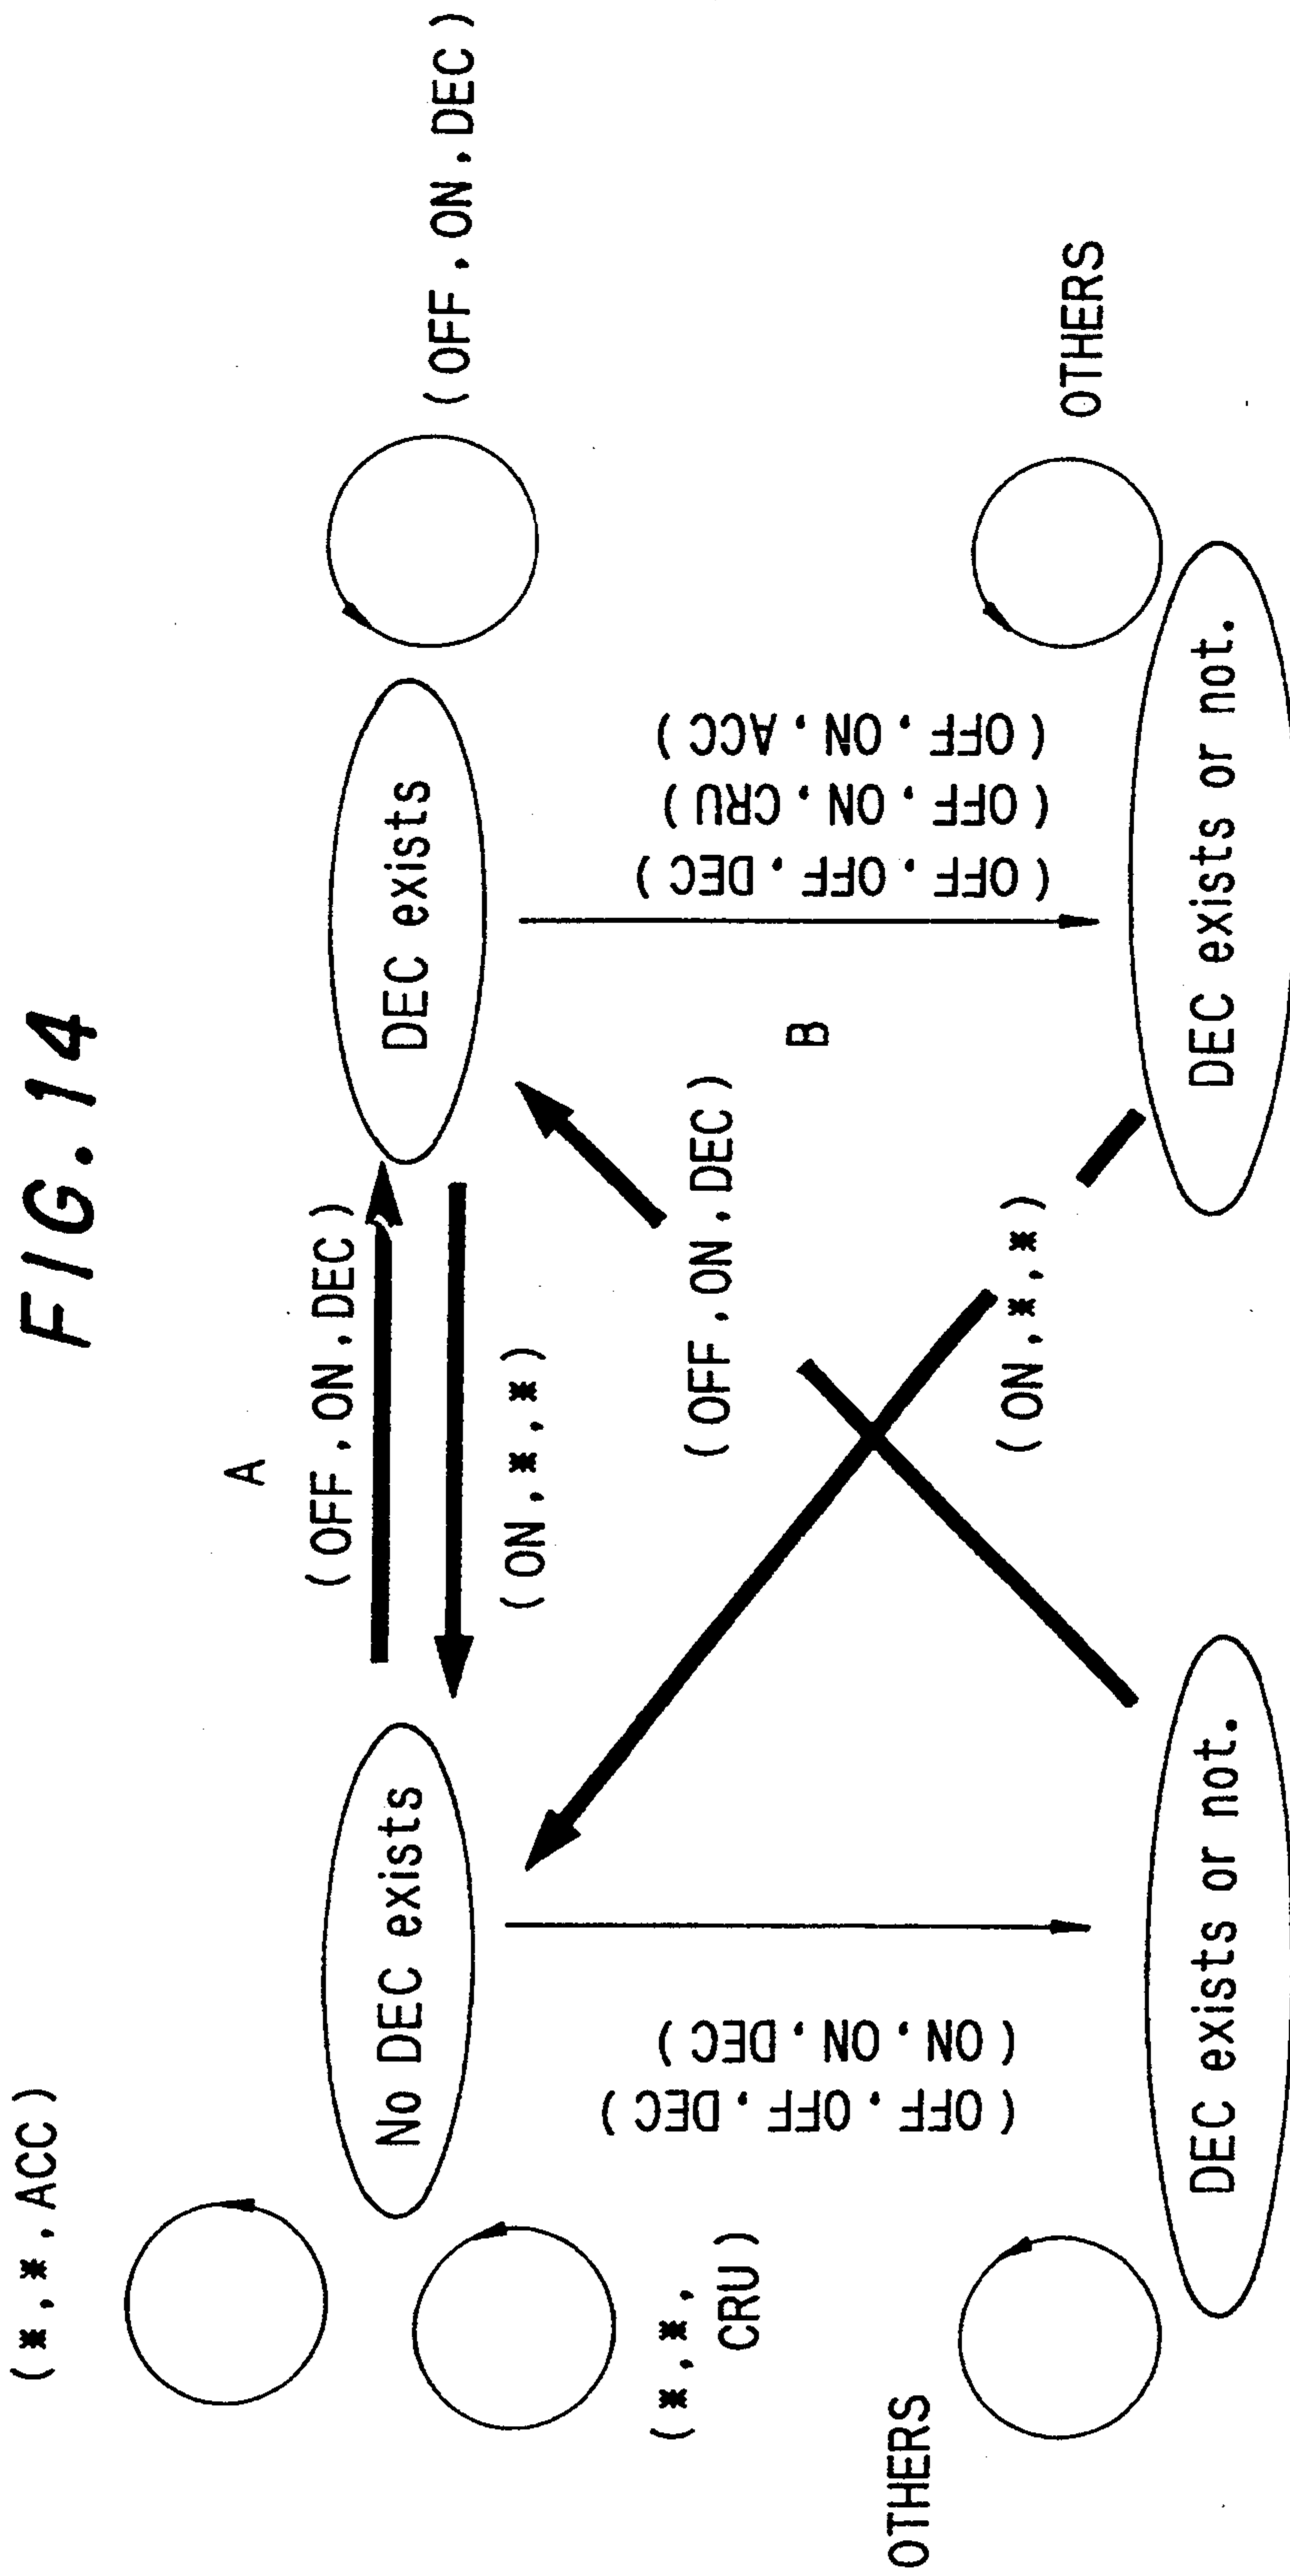 FIG. 14
(*,*,ACC)
A
(OFF,ON,DEC)
No DEC exists
DEC exists
(OFF,ON,DEC)
(ON,*,*)
(*,*,
CRU)
(OFF,OFF,DEC)
(ON,ON,DEC)
(OFF,ON,DEC)
B
(OFF,OFF,DEC)
(OFF,ON,CRU)
(OFF,ON,ACC)
OTHERS
(ON,*,*)
OTHERS
DEC exists or not.
DEC exists or not.